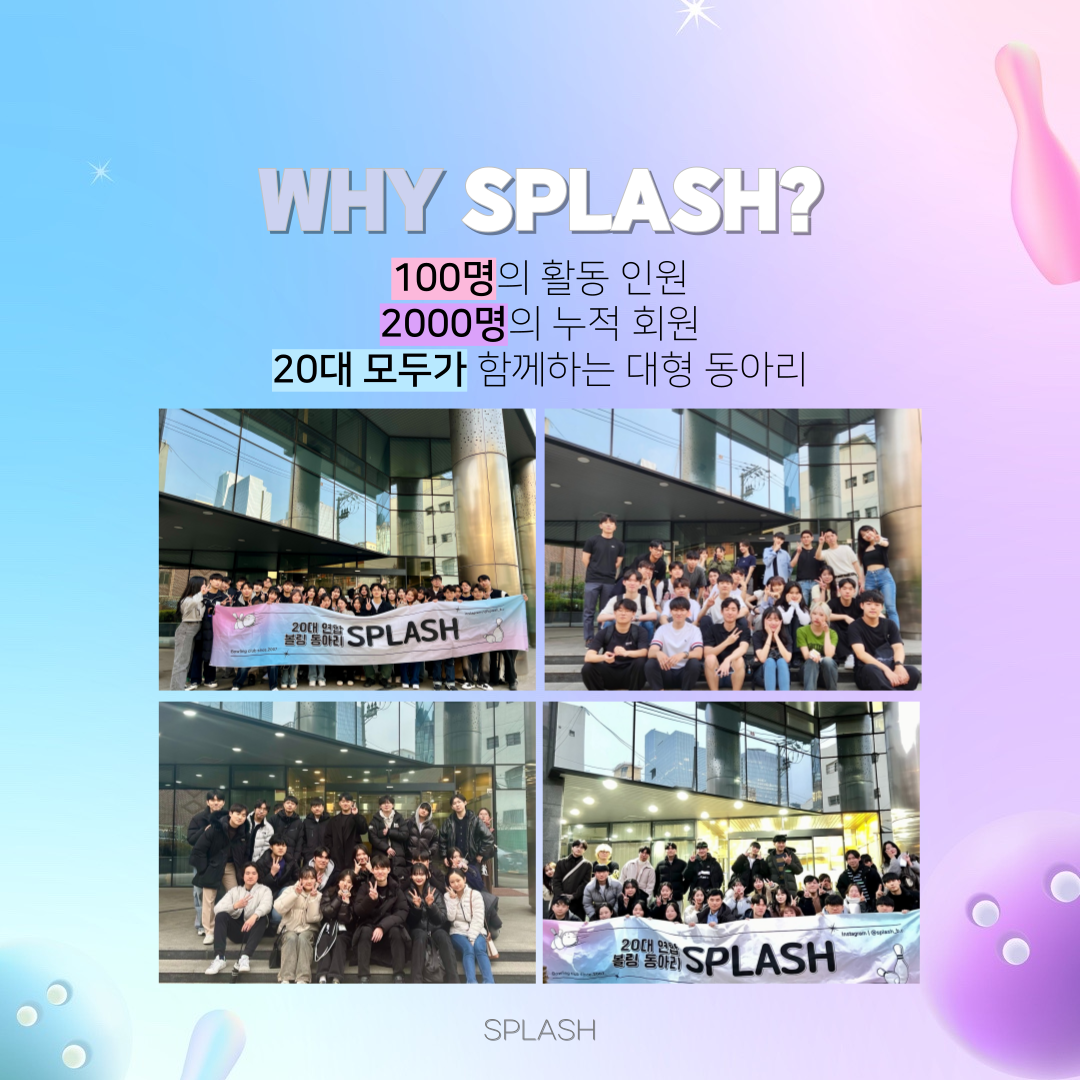 WHY SPLASH?
100명의 활동 인원
2000명의 누적 회원
20대 모두가 함께하는 대형 동아리
20대 연합
볼링 동아리 SPLASH
Instagram | @splash_b.c
20대 연합
볼링 동아리 SPLASH
SPLASH